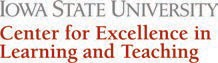 IOWA STATE UNIVERSITY
Center for Excellence in
Learning and Teaching